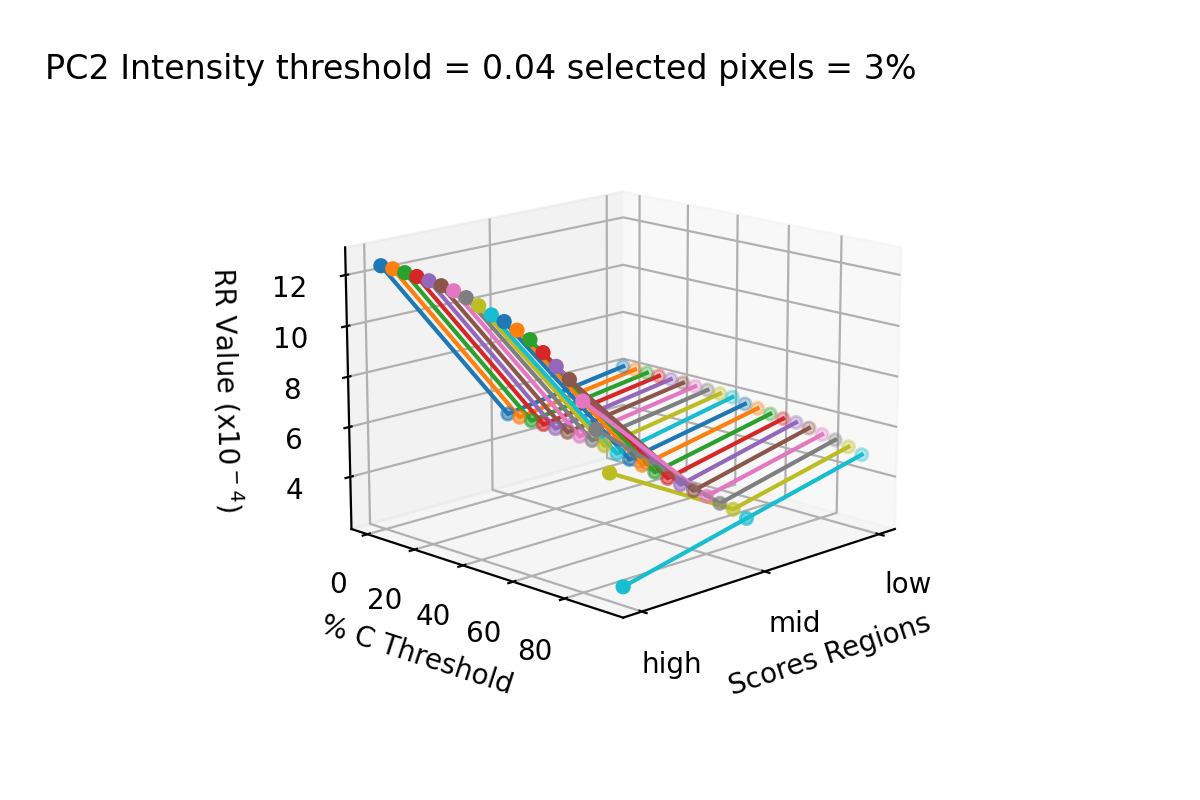 PC2 Intensity threshold = 0.04 selected pixels = 3%
RR Value (x10⁻⁴)
12
10
8
6
4
0
20
40
60
80
% C Threshold
high
mid
low
Scores Regions